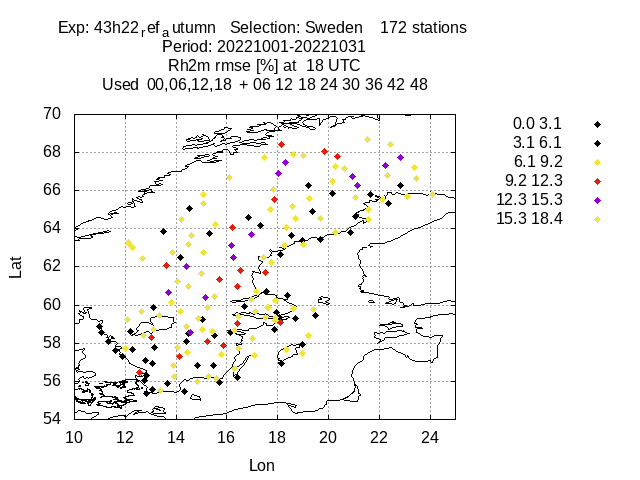 Exp: 43h22refautumn Selection: Sweden 172 stations
Period: 20221001-20221031
Rh2m rmse [%] at 18 UTC
Used 00,06,12,18 + 06 12 18 24 30 36 42 48
70
68
66
64
62
60
58
56
54
10 12 14 16 18 20 22 24
Lat
Lon
0.0 3.1
3.1 6.1
6.1 9.2
9.2 12.3
12.3 15.3
15.3 18.4